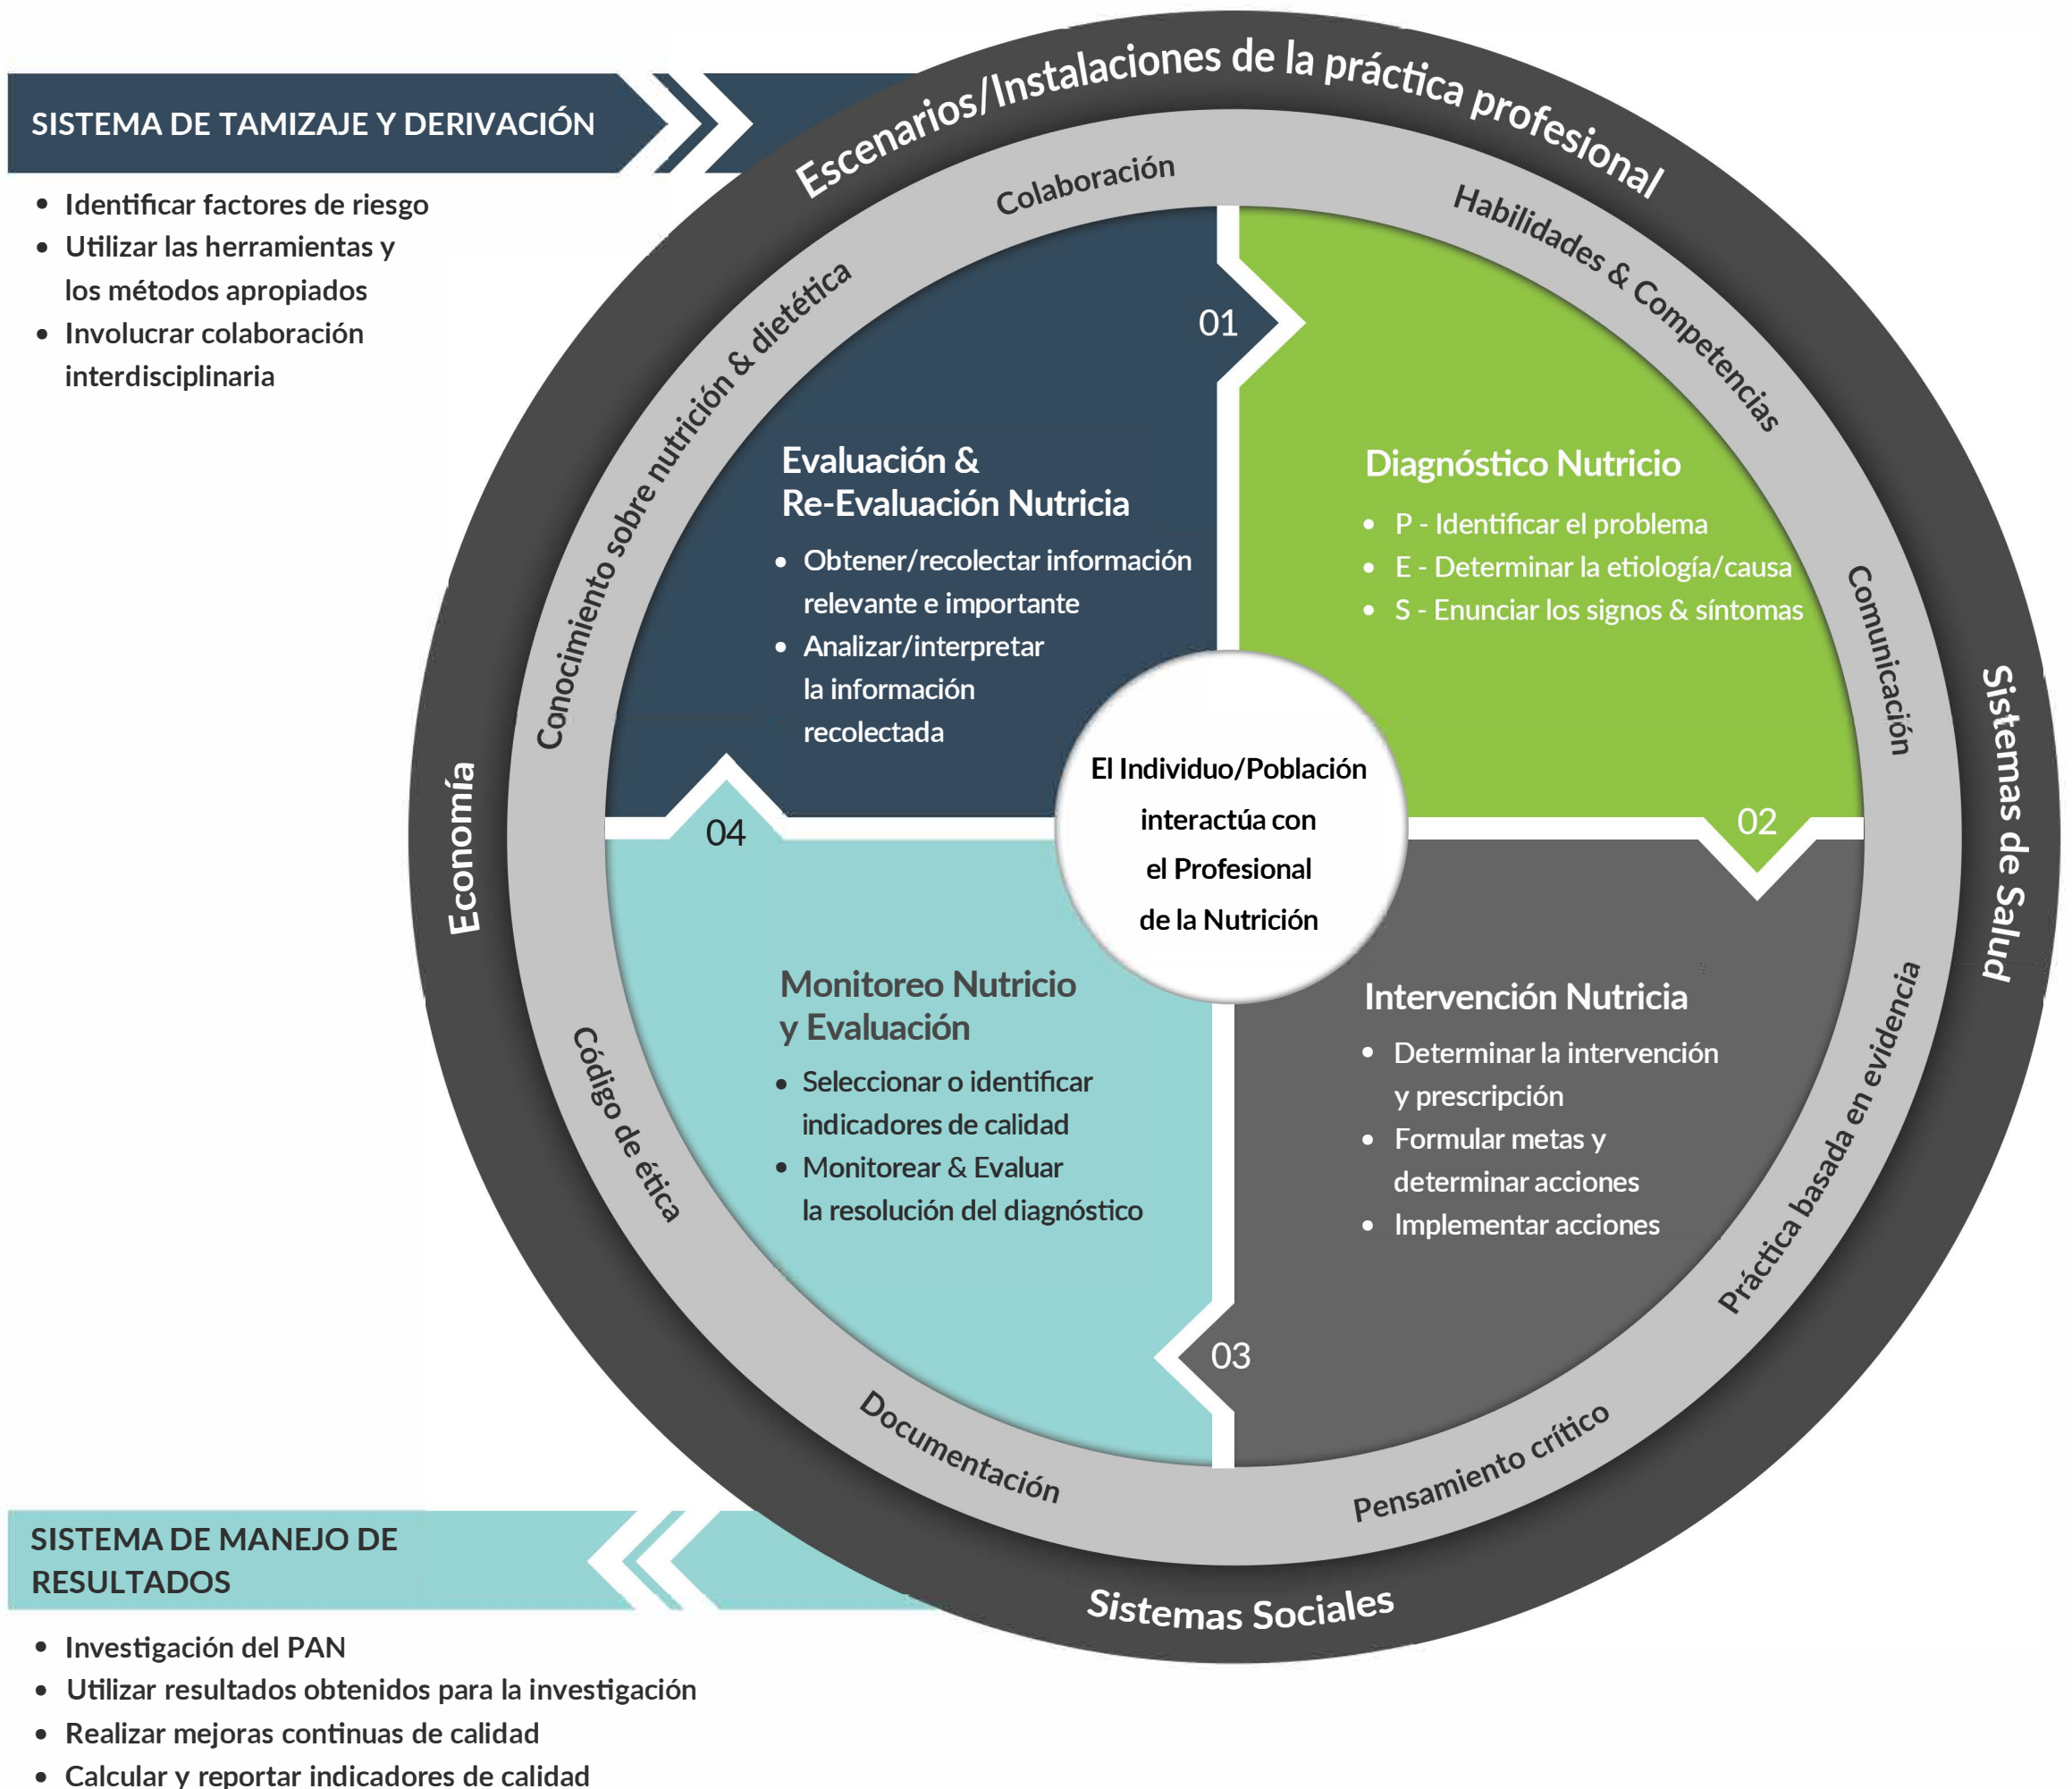 SISTEMA DE TAMIZAJE Y DERIVACIÓN
• Identificar factores de riesgo
• Utilizar las herramientas y
los métodos apropiados
• Involucrar colaboración
interdisciplinaria
Escenarios/Instalaciones de la práctica profesional
Sistemas de Salud
Sistemas Sociales
Economía
Colaboración
Habilidades & Competencias
Comunicación
Práctica basada en evidencia
Pensamiento crítico
Documentación
Código de ética
Conocimiento sobre nutrición & dietética
01
Evaluación &
Re-Evaluación Nutricia
• Obtener/recolectar información
relevante e importante
• Analizar/interpretar
la información
recolectada
Diagnóstico Nutricio
• P - Identificar el problema
• E - Determinar la etiología/causa
• S - Enunciar los signos & síntomas
02
El Individuo/Población
interactúa con
el Profesional
de la Nutrición
Intervención Nutricia
• Determinar la intervención
y prescripción
• Formular metas y
determinar acciones
• Implementar acciones
03
04
Monitoreo Nutricio
y Evaluación
• Seleccionar o identificar
indicadores de calidad
• Monitorear & Evaluar
la resolución del diagnóstico
SISTEMA DE MANEJO DE
RESULTADOS
• Investigación del PAN
• Utilizar resultados obtenidos para la investigación
• Realizar mejoras continuas de calidad
• Calcular y reportar indicadores de calidad